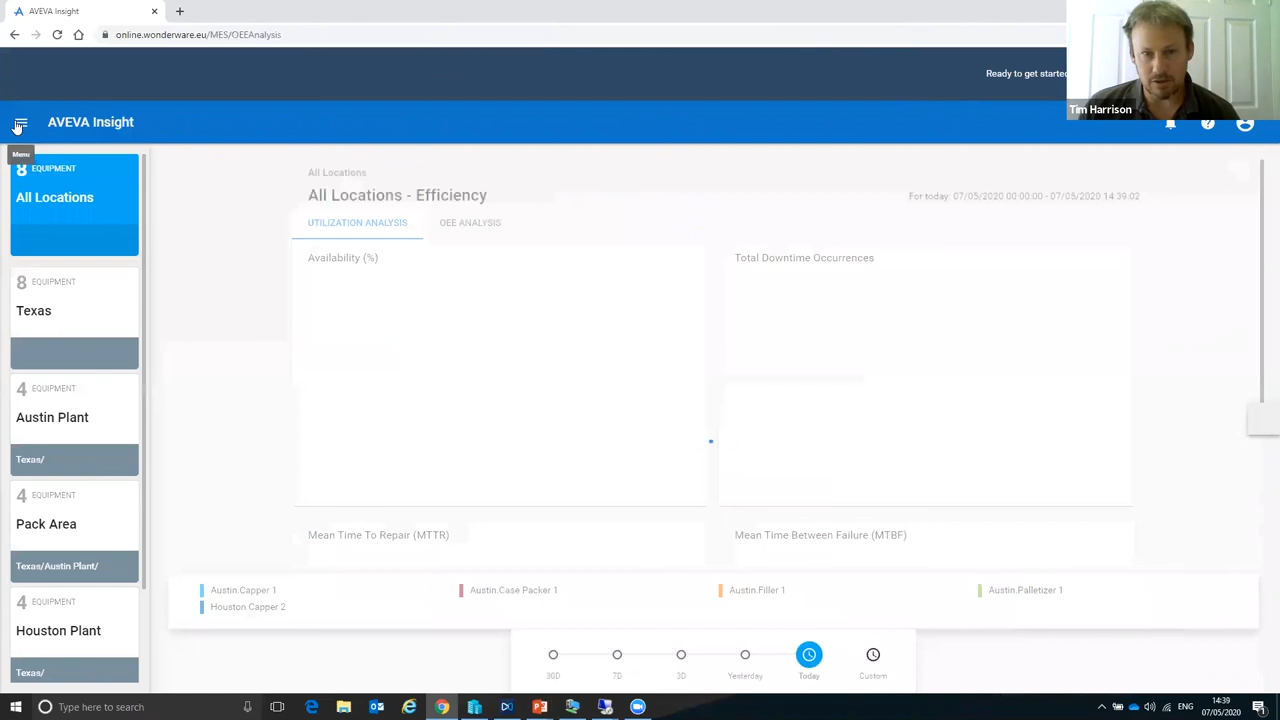 AVEVA Insight
online.wonderware.eu/MES/OEEAnalysis
Ready to get started
Tim Harrison
AVEVA Insight
Menu
8 EQUIPMENT
All Locations
8 EQUIPMENT
Texas
4 EQUIPMENT
Austin Plant
Texas/
4 EQUIPMENT
Pack Area
Texas/Austin Plant/
4 EQUIPMENT
Houston Plant
Texas/
All Locations
All Locations - Efficiency
For today: 07/05/2020 00:00:00 - 07/05/2020 14:39:02
UTILIZATION ANALYSIS OEE ANALYSIS
Availability (%)
Total Downtime Occurrences
Mean Time To Repair (MTTR)
Mean Time Between Failure (MTBF)
Austin.Capper 1 Austin.Case Packer 1 Austin.Filler 1 Austin.Palletizer 1
Houston.Capper 2
30D 7D 3D Yesterday Today Custom
Type here to search
ENG
14:39
07/05/2020
1